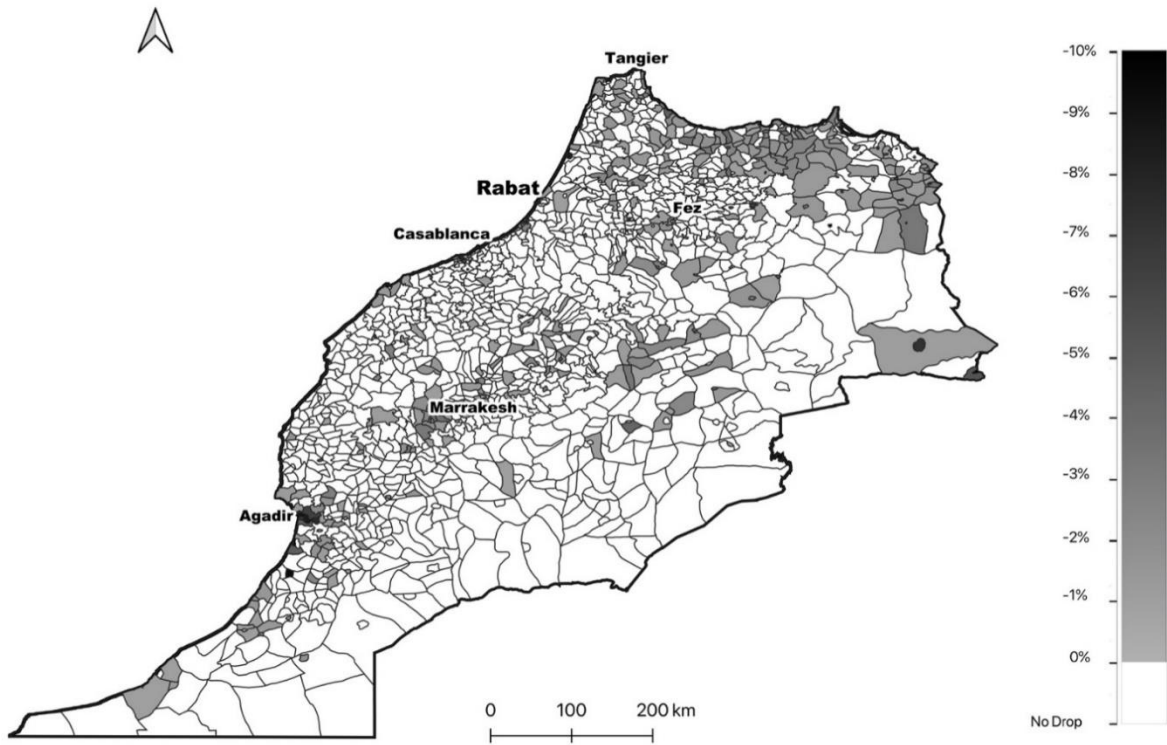 Tangier
Rabat
Fez
Casablanca
Marrakesh
Agadir
0 100 200 km
-10%
-9%
-8%
-7%
-6%
-5%
-4%
-3%
-2%
-1%
0%
No Drop